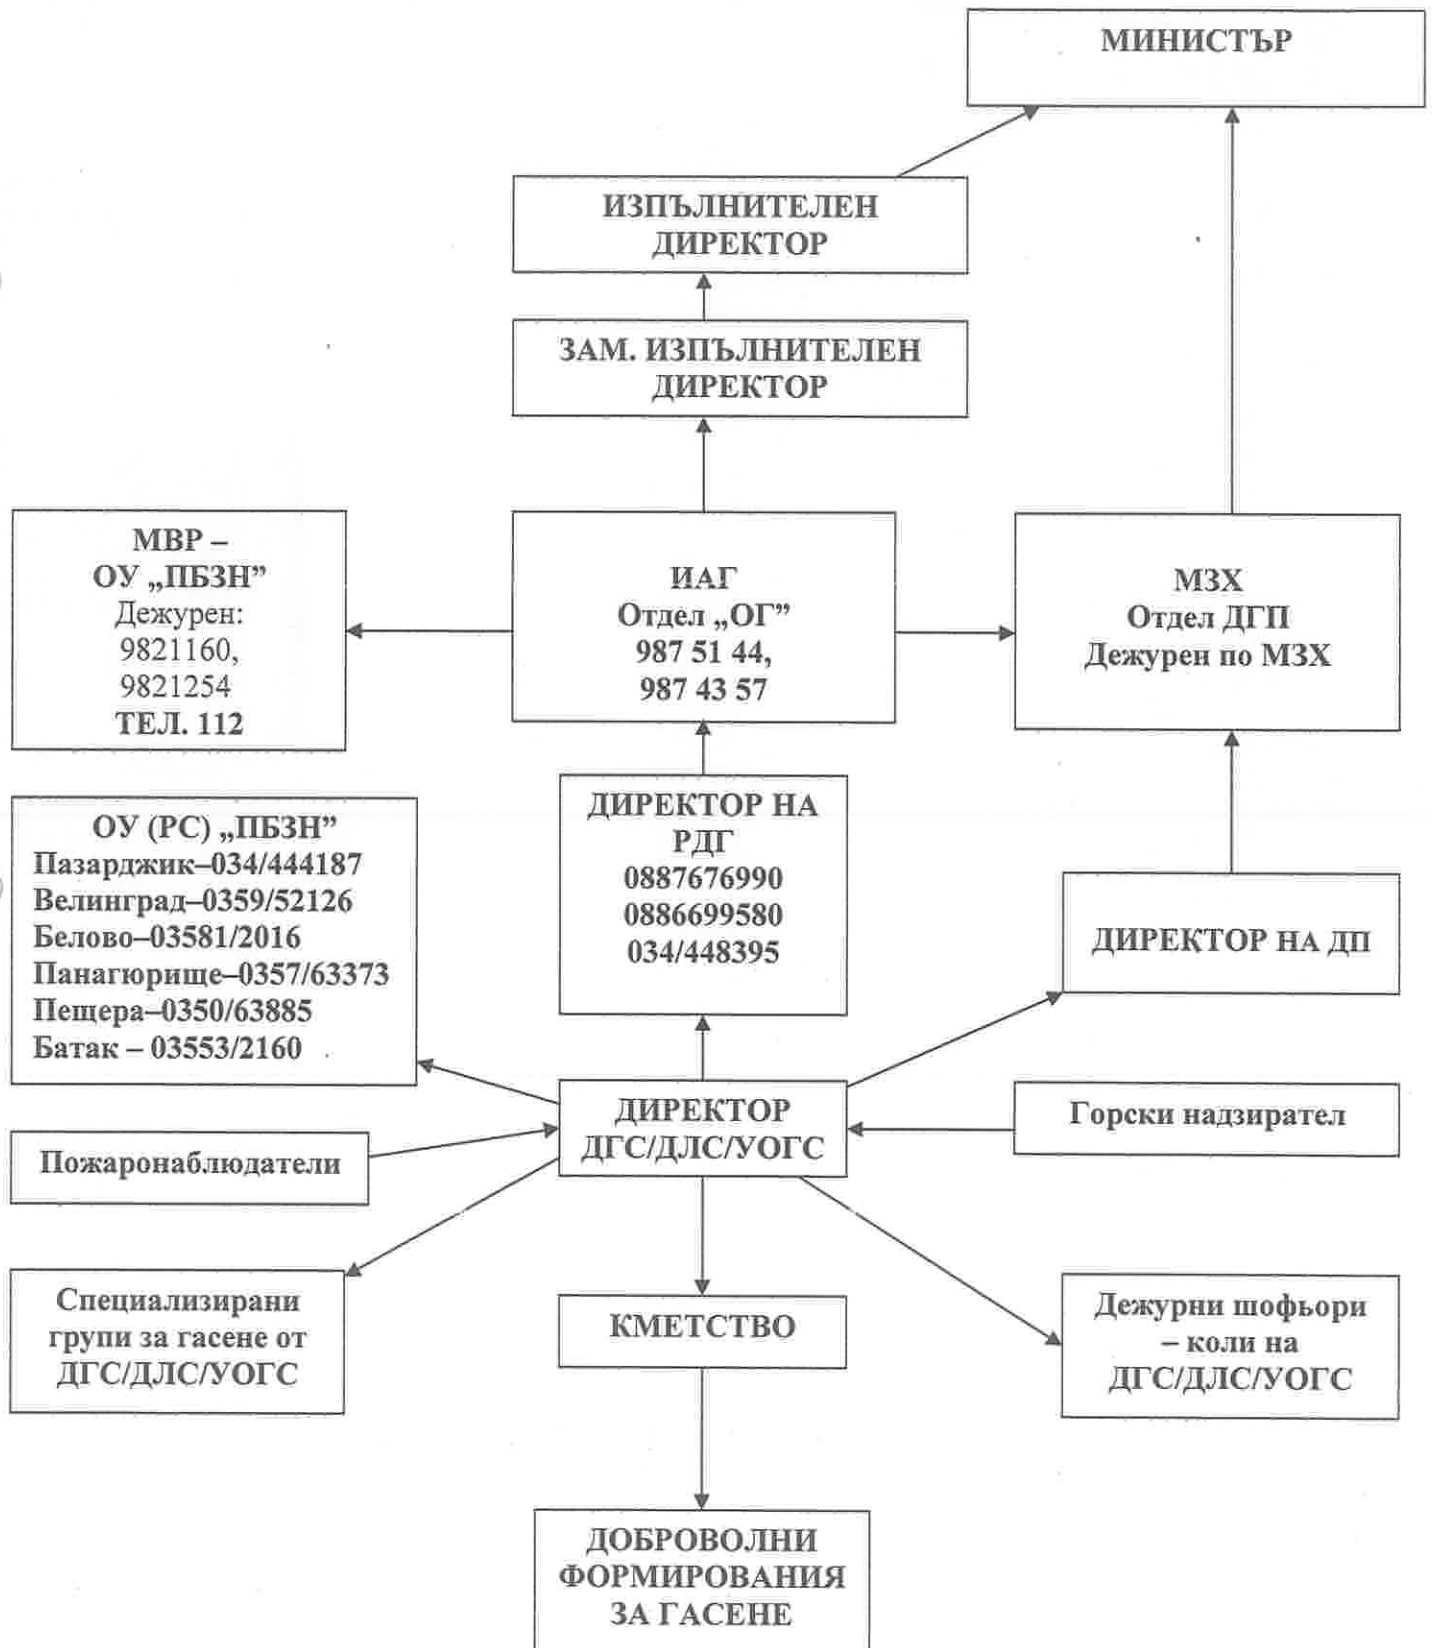 МИНИСТЪР
ИЗПЪЛНИТЕЛЕН
ДИРЕКТОР
ЗАМ. ИЗПЪЛНИТЕЛЕН
ДИРЕКТОР
МВР –
ОУ „ПБЗН”
Дежурен:
9821160,
9821254
ТЕЛ. 112
ИАГ
Отдел „ОГ”
987 51 44,
987 43 57
МЗХ
Отдел ДГП
Дежурен по МЗХ
ОУ (РС) „ПБЗН”
Пазарджик–034/444187
Велинград–0359/52126
Белово–03581/2016
Панагюрище–0357/63373
Пещера–0350/63885
Батак – 03553/2160
ДИРЕКТОР НА
РДГ
0887676990
0886699580
034/448395
ДИРЕКТОР НА ДП
ДИРЕКТОР
ДГС/ДЛС/УОГС
Горски надзирател
Пожаронаблюдатели
Специализирани
групи за гасене от
ДГС/ДЛС/УОГС
КМЕТСТВО
Дежурни шофьори
– коли на
ДГС/ДЛС/УОГС
ДОБРОВОЛНИ
ФОРМИРОВАНИЯ
ЗА ГАСЕНЕ